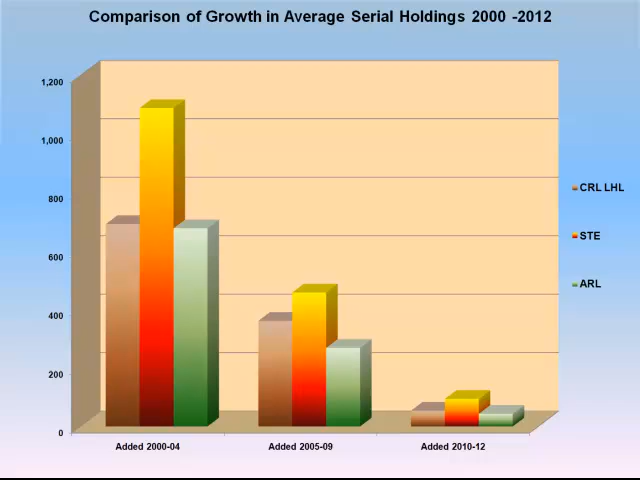 Comparison of Growth in Average Serial Holdings 2000 -2012
1,200
1,000
800
600
400
200
0
Added 2000-04
Added 2005-09
Added 2010-12
CRL LHL
STE
ARL